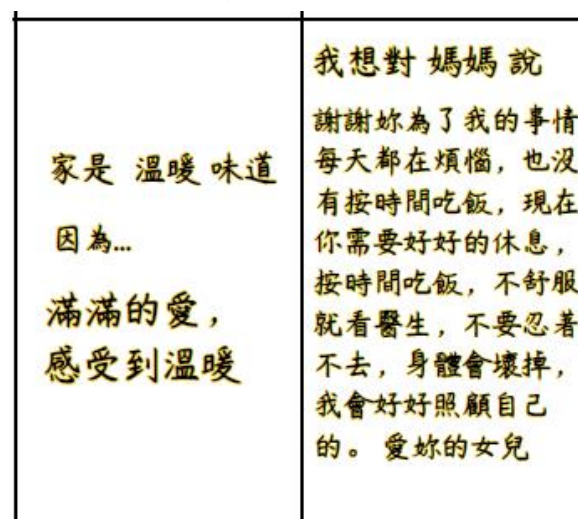 家是 溫暖 味道
因為...
滿滿的愛，
感受到溫暖
我想對 媽媽 說
謝謝妳為了我的事情
每天都在煩惱，也沒
有按時間吃飯，現在
你需要好好的休息，
按時間吃飯，不舒服
就看醫生，不要忍著
不去，身體會壞掉，
我會好好照顧自己
的。 愛妳的女兒